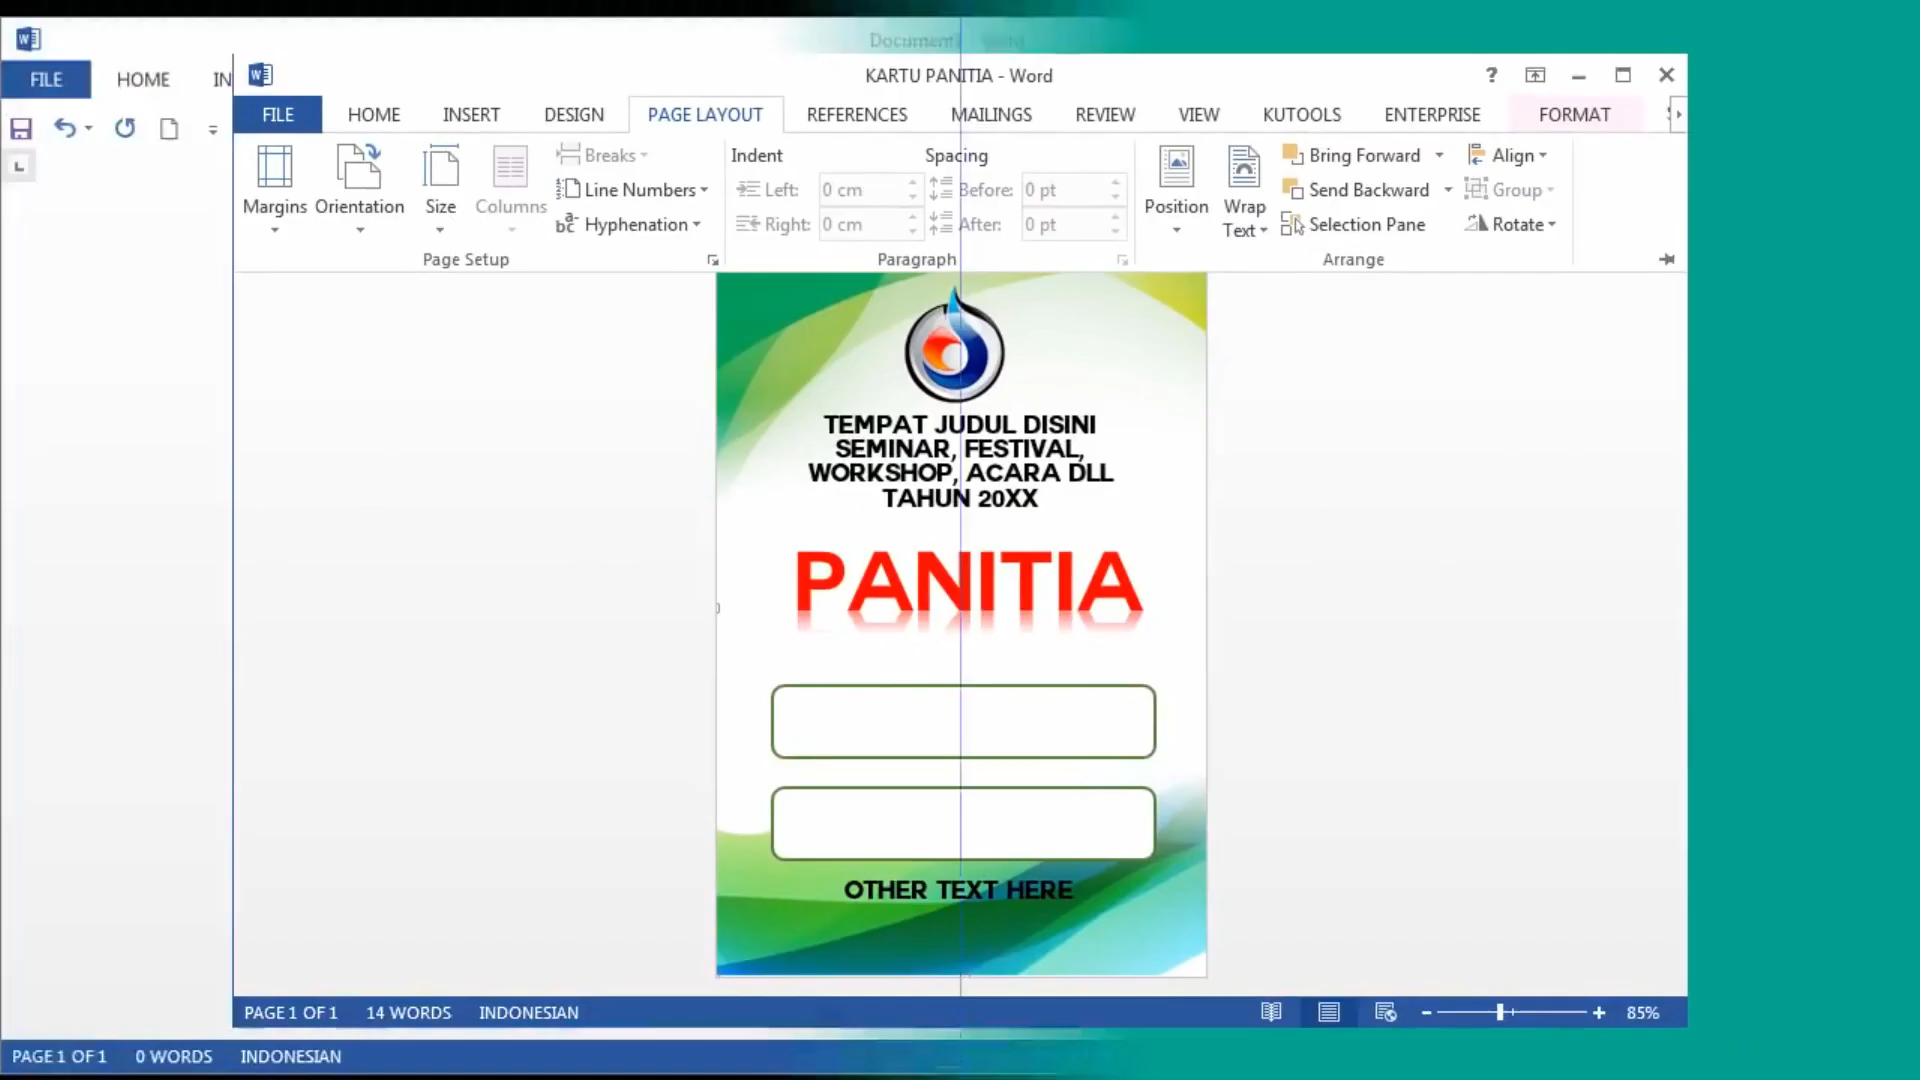 Document
FILE
HOME
IN
KARTU PANITIA - Word
?
FILE
HOME
INSERT
DESIGN
PAGE LAYOUT
REFERENCES
MAILINGS
REVIEW
VIEW
KUTOOLS
ENTERPRISE
FORMAT
Margins
Orientation
Size
Columns
Breaks
Line Numbers
Hyphenation
Page Setup
Indent
Left: 0 cm
Right: 0 cm
Spacing
Before: 0 pt
After: 0 pt
Paragraph
Position
Wrap
Text
Bring Forward
Send Backward
Selection Pane
Align
Group
Rotate
Arrange
TEMPAT JUDUL DISINI
SEMINAR, FESTIVAL,
WORKSHOP, ACARA DLL
TAHUN 20XX
PANITIA
OTHER TEXT HERE
PAGE 1 OF 1 14 WORDS INDONESIAN
85%
PAGE 1 OF 1 0 WORDS INDONESIAN